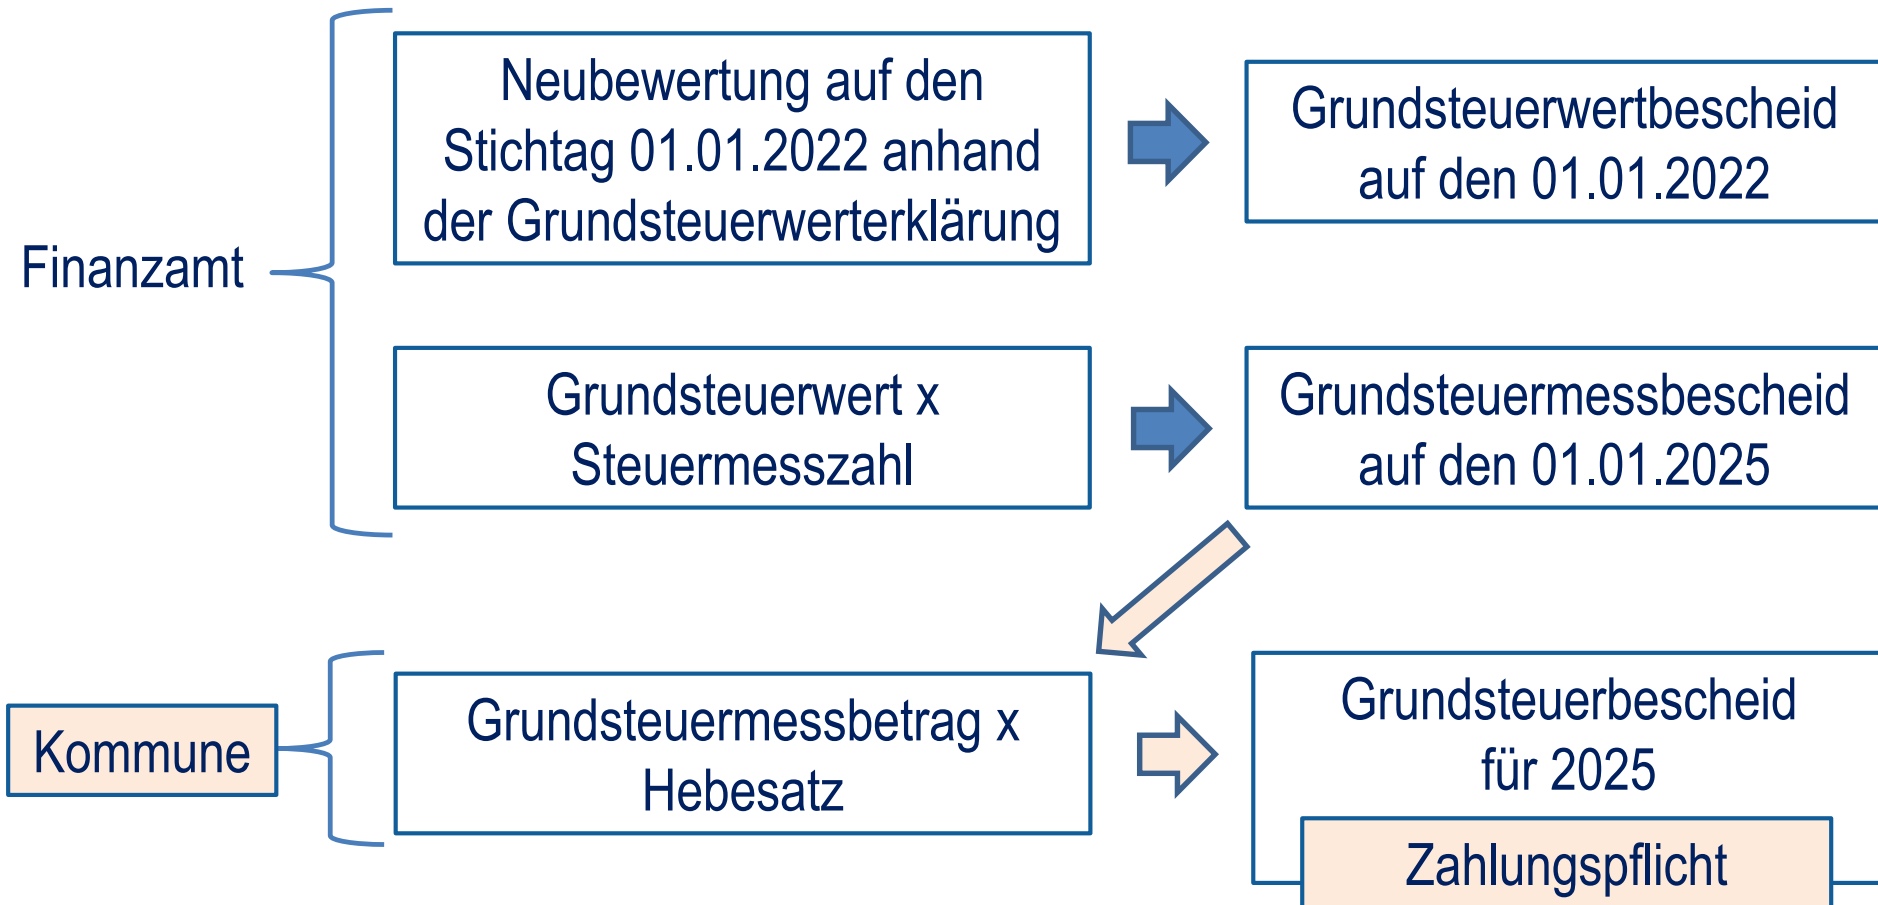 Finanzamt
Neubewertung auf den
Stichtag 01.01.2022 anhand
der Grundsteuerwerterklärung
Grundsteuerwertbescheid
auf den 01.01.2022
Grundsteuerwert x
Steuermesszahl
Grundsteuermessbescheid
auf den 01.01.2025
Kommune
Grundsteuermessbetrag x
Hebesatz
Grundsteuerbescheid
für 2025
Zahlungspflicht